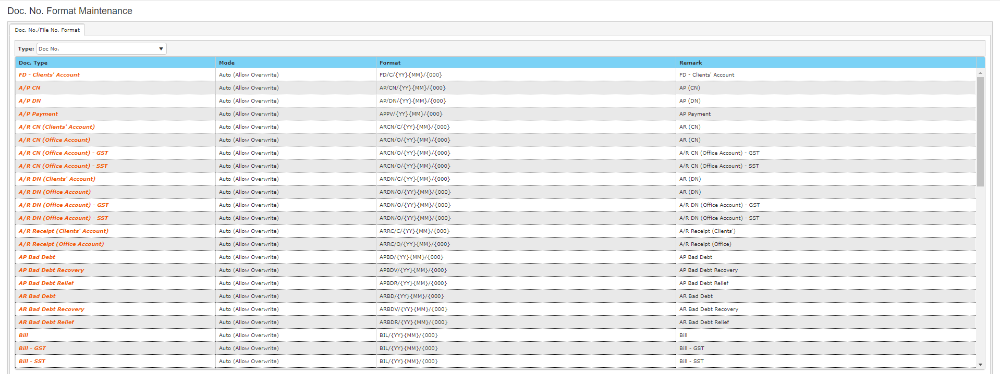 Doc. No. Format Maintenance
Doc. No./File No. Format
Type: Doc No.
Doc. Type Mode Format Remark
FD - Clients' Account Auto (Allow Overwrite) FD/C/{YY}{MM}/{000} FD - Clients' Account
A/P CN Auto (Allow Overwrite) AP/CN/{YY}{MM}/{000} AP (CN)
A/P DN Auto (Allow Overwrite) AP/DN/{YY}{MM}/{000} AP (DN)
A/P Payment Auto (Allow Overwrite) APPV/{YY}{MM}/{000} AP Payment
A/R CN (Clients' Account) Auto (Allow Overwrite) ARCN/C/{YY}{MM}/{000} AR (CN)
A/R CN (Office Account) Auto (Allow Overwrite) ARCN/O/{YY}{MM}/{000} AR (CN)
A/R CN (Office Account) - GST Auto (Allow Overwrite) ARCN/O/{YY}{MM}/{000} A/R CN (Office Account) - GST
A/R CN (Office Account) - SST Auto (Allow Overwrite) ARCN/O/{YY}{MM}/{000} A/R CN (Office Account) - SST
A/R DN (Clients' Account) Auto (Allow Overwrite) ARDN/C/{YY}{MM}/{000} AR (DN)
A/R DN (Office Account) Auto (Allow Overwrite) ARDN/O/{YY}{MM}/{000} AR (DN)
A/R DN (Office Account) - GST Auto (Allow Overwrite) ARDN/O/{YY}{MM}/{000} A/R DN (Office Account) - GST
A/R DN (Office Account) - SST Auto (Allow Overwrite) ARDN/O/{YY}{MM}/{000} A/R DN (Office Account) - SST
A/R Receipt (Clients' Account) Auto (Allow Overwrite) ARRC/C/{YY}{MM}/{000} A/R Receipt (Clients')
A/R Receipt (Office Account) Auto (Allow Overwrite) ARRC/O/{YY}{MM}/{000} A/R Receipt (Office)
AP Bad Debt Auto (Allow Overwrite) APBD/{YY}{MM}/{000} AP Bad Debt
AP Bad Debt Recovery Auto (Allow Overwrite) APBDV/{YY}{MM}/{000} AP Bad Debt Recovery
AP Bad Debt Relief Auto (Allow Overwrite) APBDR/{YY}{MM}/{000} AP Bad Debt Relief
AR Bad Debt Auto (Allow Overwrite) ARBD/{YY}{MM}/{000} AR Bad Debt
AR Bad Debt Recovery Auto (Allow Overwrite) ARBDV/{YY}{MM}/{000} AR Bad Debt Recovery
AR Bad Debt Relief Auto (Allow Overwrite) ARBDR/{YY}{MM}/{000} AR Bad Debt Relief
Bill Auto (Allow Overwrite) BIL/{YY}{MM}/{000} Bill
Bill - GST Auto (Allow Overwrite) BIL/{YY}{MM}/{000} Bill - GST
Bill - SST Auto (Allow Overwrite) BIL/{YY}{MM}/{000} Bill - SST